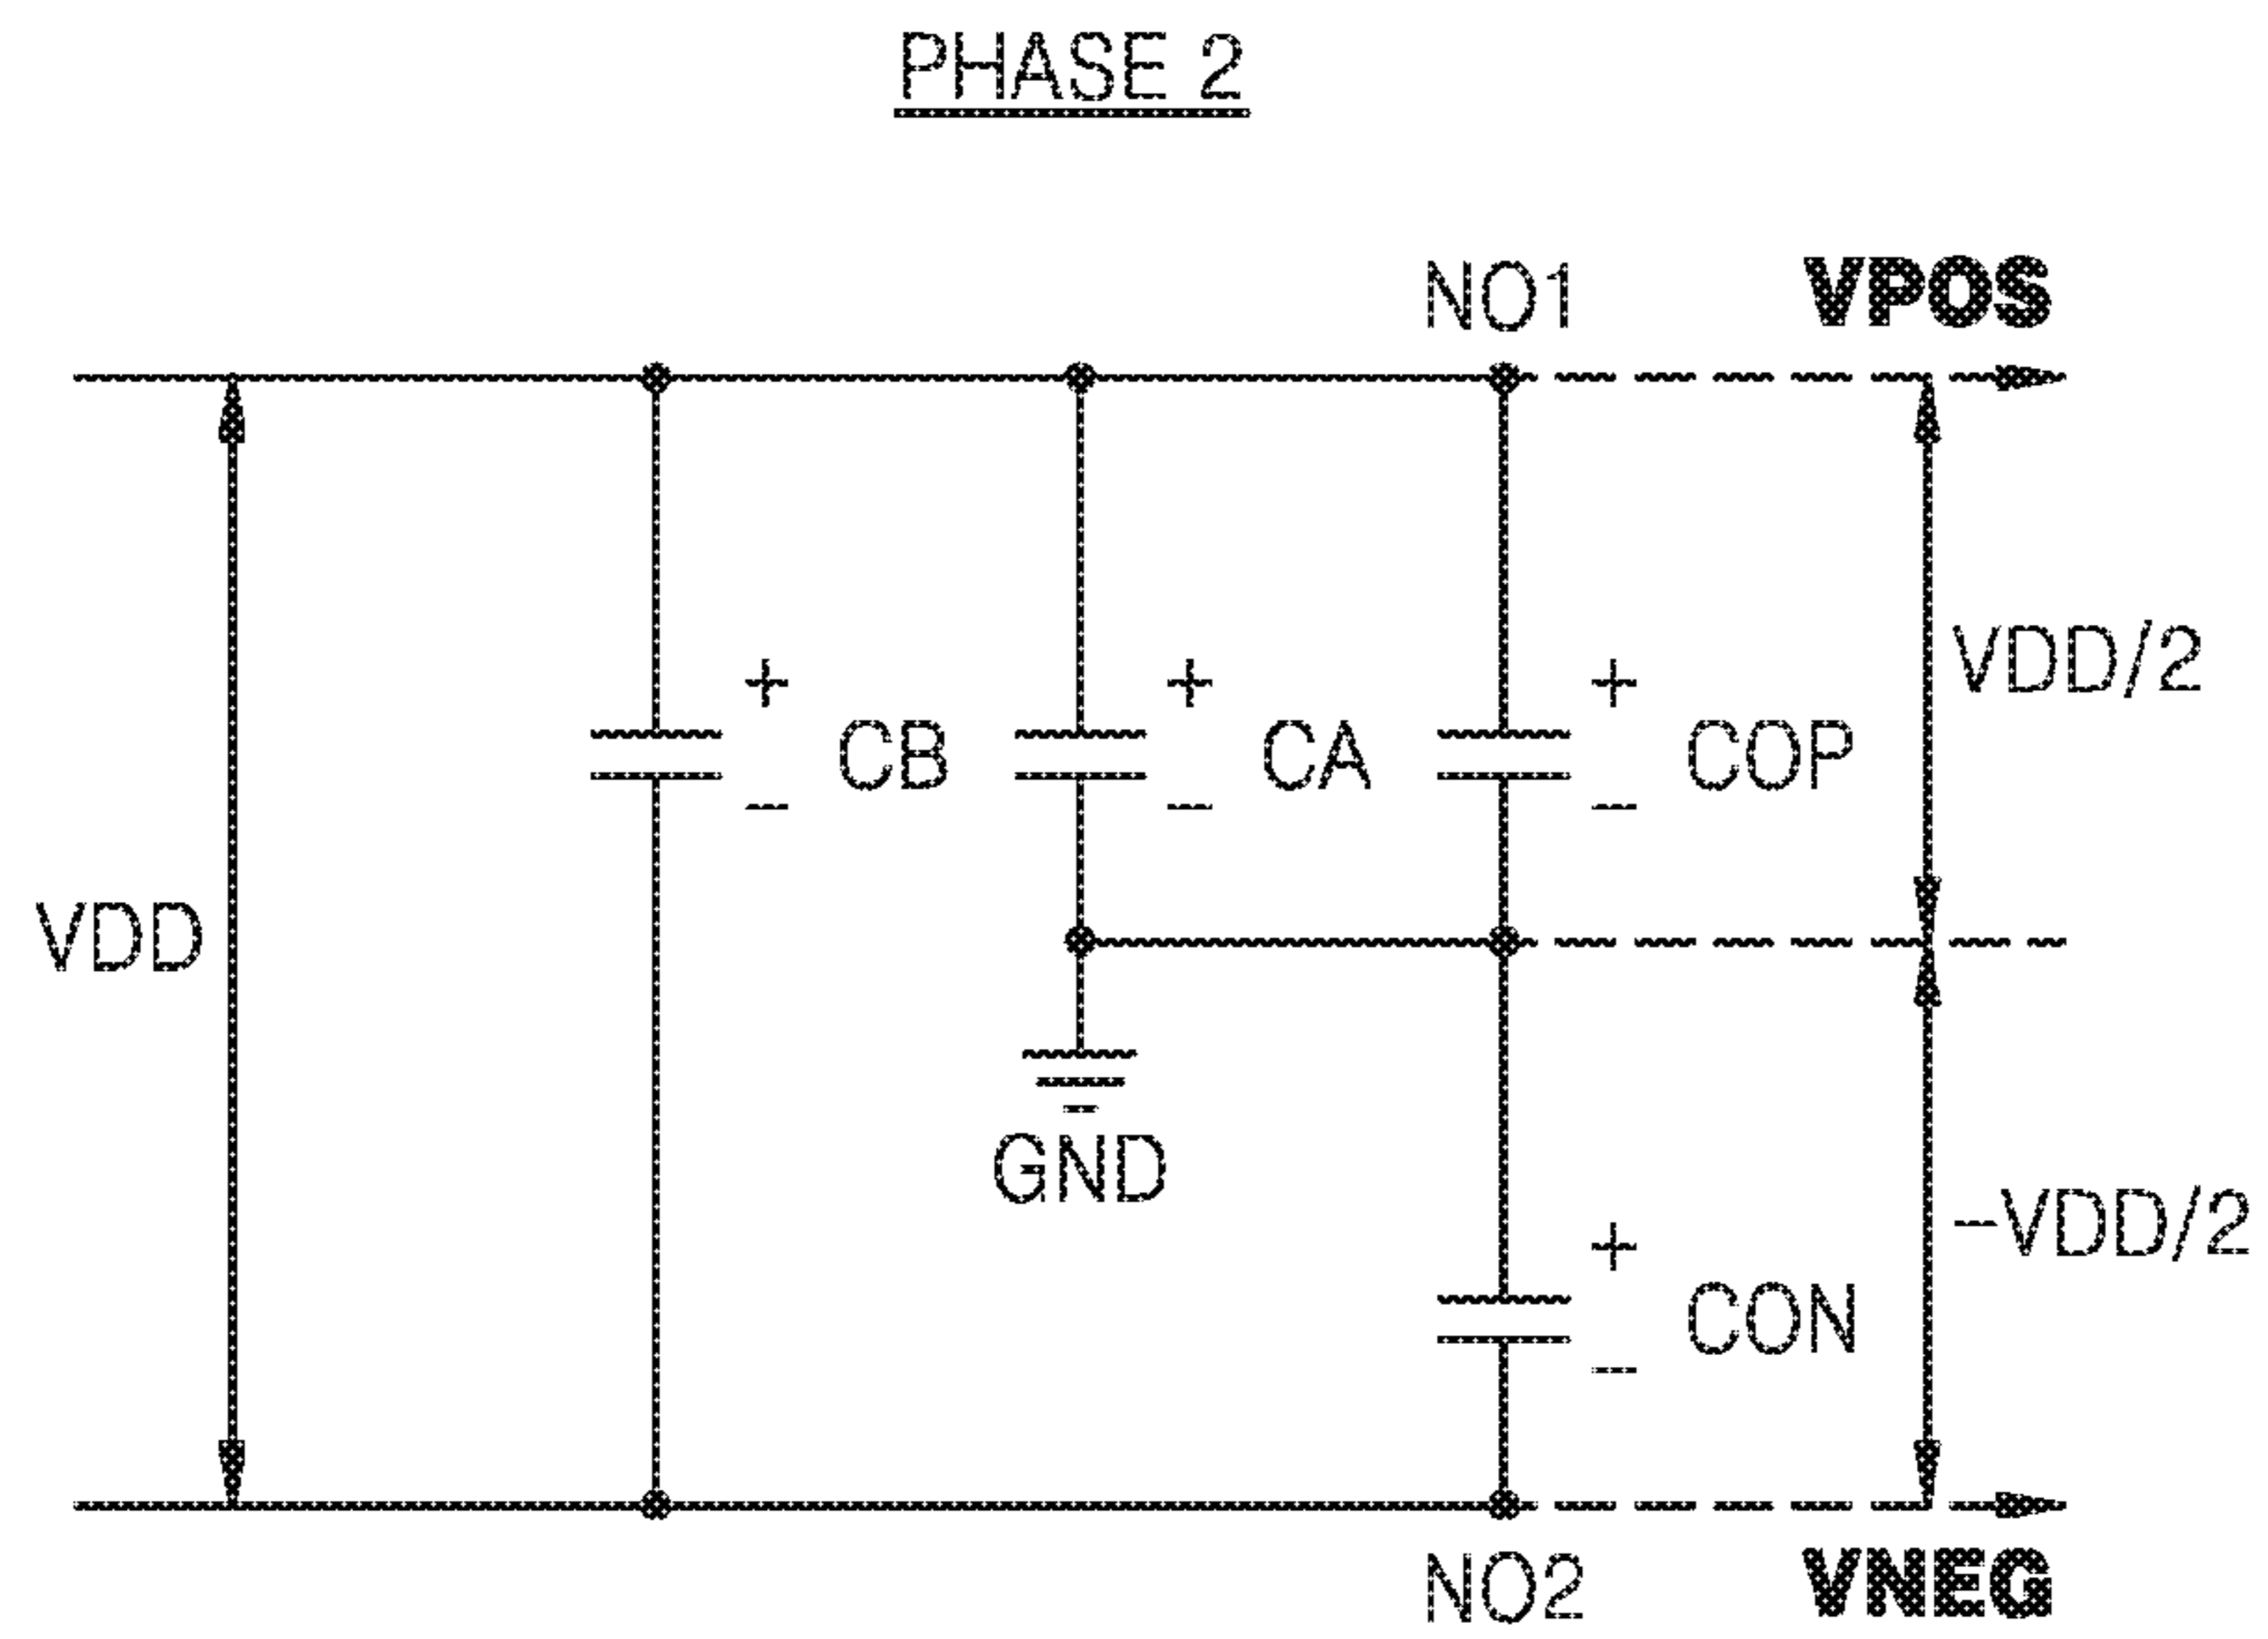 PHASE 2
NO1 VPOS
VDD/2
+ + +
CB CA COP
− − −
VDD
GND
−VDD/2
+
CON
−
NO2 VNEG